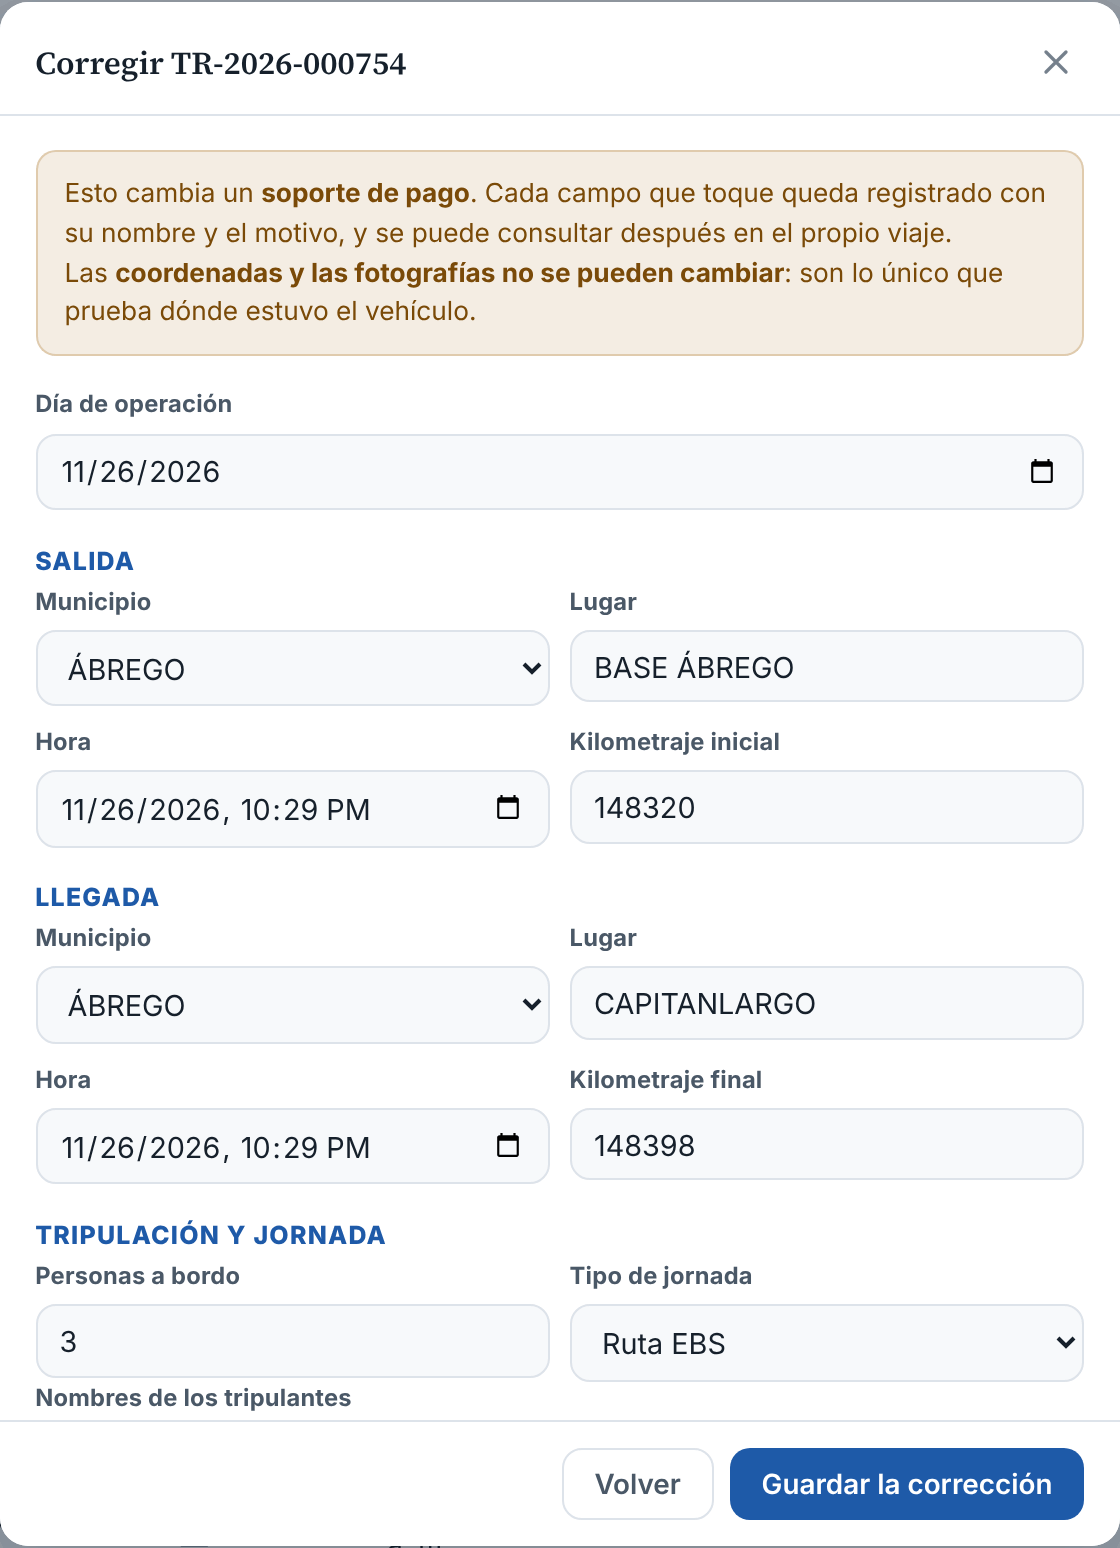 Corregir TR-2026-000754
Esto cambia un soporte de pago. Cada campo que toque queda registrado con
su nombre y el motivo, y se puede consultar después en el propio viaje.
Las coordenadas y las fotografías no se pueden cambiar: son lo único que
prueba dónde estuvo el vehículo.
Día de operación
11/26/2026
SALIDA
Municipio
Lugar
ÁBREGO
BASE ÁBREGO
Hora
Kilometraje inicial
11/26/2026, 10:29 PM
148320
LLEGADA
Municipio
Lugar
ÁBREGO
CAPITANLARGO
Hora
Kilometraje final
11/26/2026, 10:29 PM
148398
TRIPULACIÓN Y JORNADA
Personas a bordo
Tipo de jornada
3
Ruta EBS
Nombres de los tripulantes
Volver
Guardar la corrección